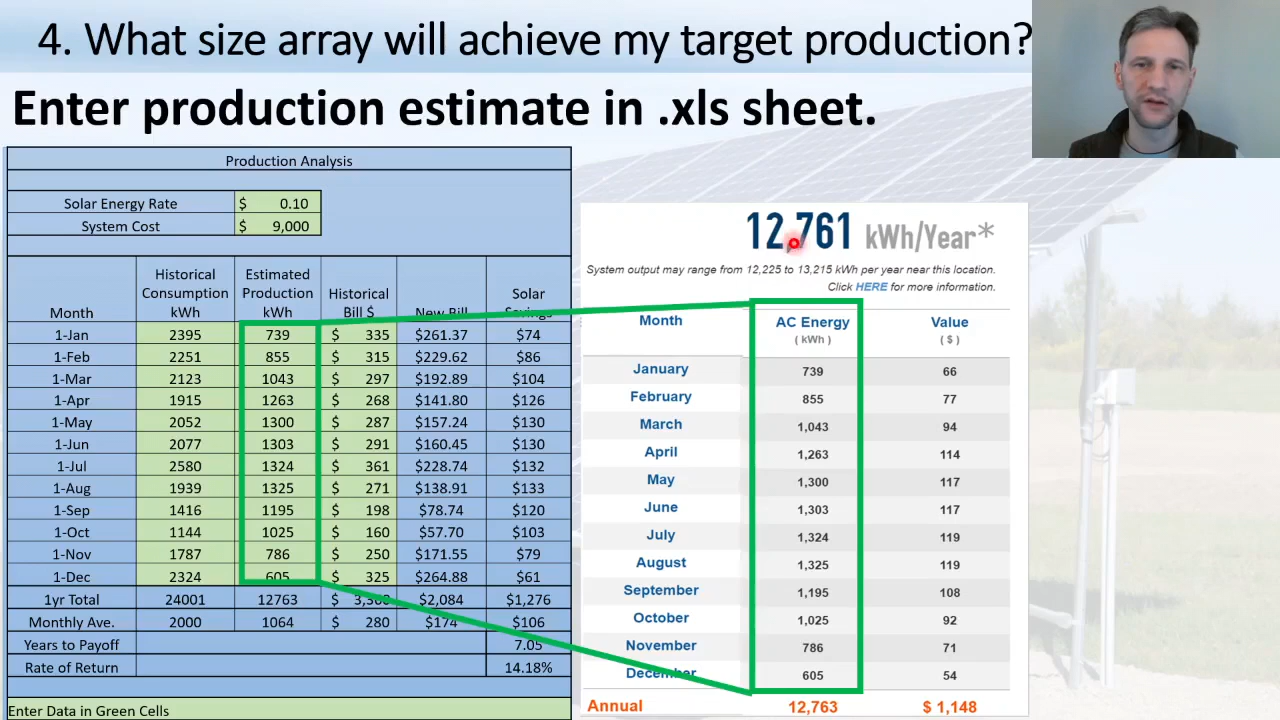 4. What size array will achieve my target production?
Enter production estimate in .xls sheet.
Production Analysis
Solar Energy Rate $ 0.10
System Cost $ 9,000
Month Historical Consumption kWh Estimated Production kWh Historical Bill $ New Bill Solar Savings
1-Jan 2395 739 $ 335 $261.37 $74
1-Feb 2251 855 $ 315 $229.62 $86
1-Mar 2123 1043 $ 297 $192.89 $104
1-Apr 1915 1263 $ 268 $141.80 $126
1-May 2052 1300 $ 287 $157.24 $130
1-Jun 2077 1303 $ 291 $160.45 $130
1-Jul 2580 1324 $ 361 $228.74 $132
1-Aug 1939 1325 $ 271 $138.91 $133
1-Sep 1416 1195 $ 198 $78.74 $120
1-Oct 1144 1025 $ 160 $57.70 $103
1-Nov 1787 786 $ 250 $171.55 $79
1-Dec 2324 605 $ 325 $264.88 $61
1yr Total 24001 12763 $ $2,084 $1,276
Monthly Ave. 2000 1064 $ 280 $174 $106
Years to Payoff 7.05
Rate of Return 14.18%
Enter Data in Green Cells
12,761 kWh/Year*
System output may range from 12,225 to 13,215 kWh per year near this location.
Click HERE for more information.
Month AC Energy Value
( kWh ) ( $ )
January 739 66
February 855 77
March 1,043 94
April 1,263 114
May 1,300 117
June 1,303 117
July 1,324 119
August 1,325 119
September 1,195 108
October 1,025 92
November 786 71
December 605 54
Annual 12,763 $ 1,148